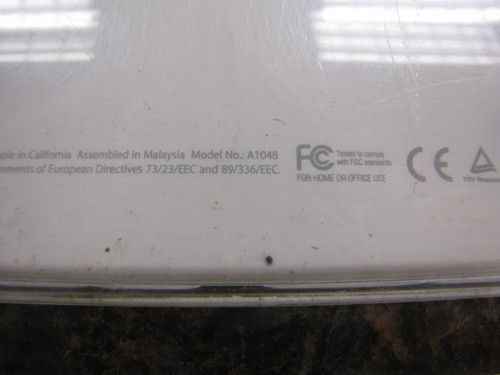 ple in California Assembled in Malaysia Model No.: A1048
ements of European Directives 73/23/EEC and 89/336/EEC.
FC Tested to comply
with FCC standards
FOR HOME OR OFFICE USE
CE